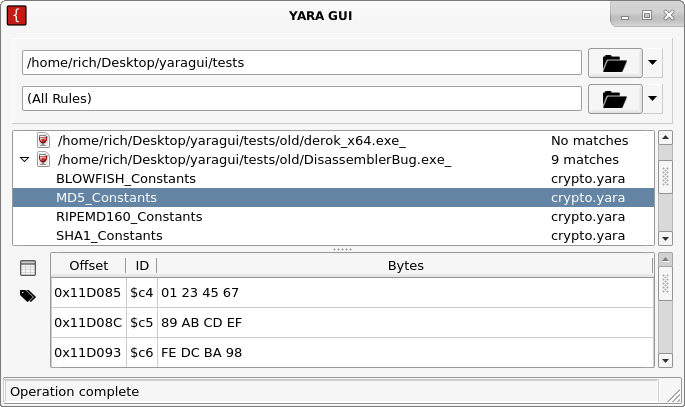 YARA GUI
/home/rich/Desktop/yaragui/tests
(All Rules)
/home/rich/Desktop/yaragui/tests/old/derok_x64.exe_ No matches
/home/rich/Desktop/yaragui/tests/old/DisassemblerBug.exe_ 9 matches
BLOWFISH_Constants crypto.yara
MD5_Constants crypto.yara
RIPEMD160_Constants crypto.yara
SHA1_Constants crypto.yara
Offset ID Bytes
0x11D085 $c4 01 23 45 67
0x11D08C $c5 89 AB CD EF
0x11D093 $c6 FE DC BA 98
Operation complete